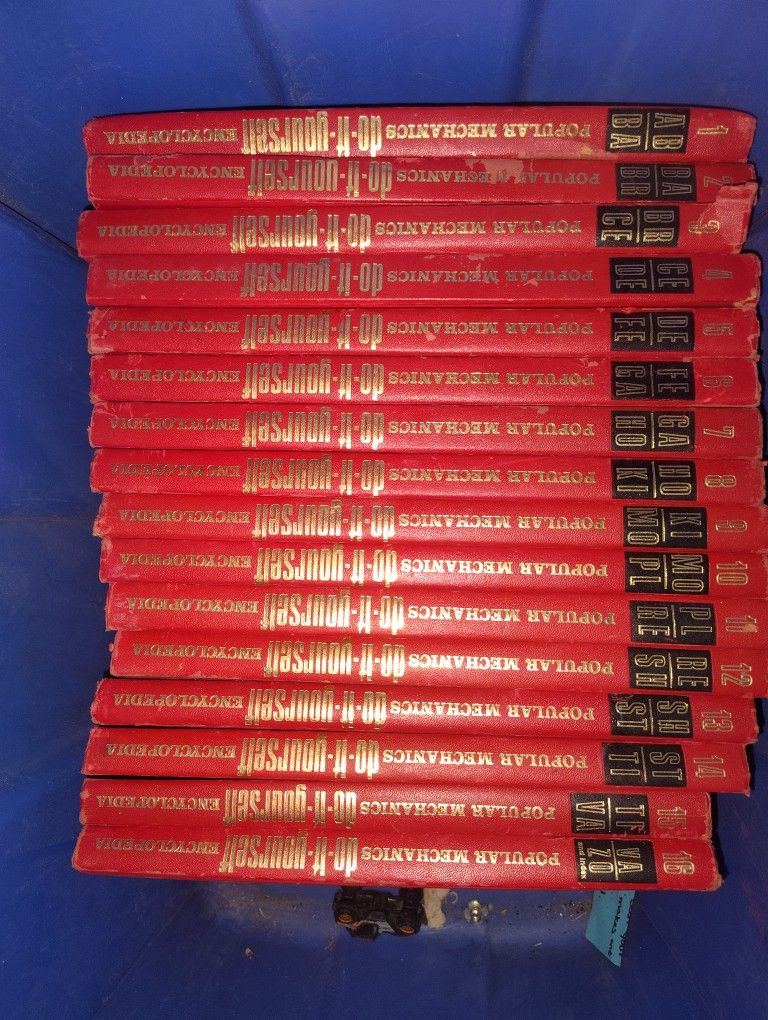 1 AB BA POPULAR MECHANICS do-it-yourself ENCYCLOPEDIA
2 BA BR POPULAR MECHANICS do-it-yourself ENCYCLOPEDIA
3 BR CE POPULAR MECHANICS do-it-yourself ENCYCLOPEDIA
4 CE DE POPULAR MECHANICS do-it-yourself ENCYCLOPEDIA
5 DE FE POPULAR MECHANICS do-it-yourself ENCYCLOPEDIA
6 FE GA POPULAR MECHANICS do-it-yourself ENCYCLOPEDIA
7 GA HO POPULAR MECHANICS do-it-yourself ENCYCLOPEDIA
8 HO KI POPULAR MECHANICS do-it-yourself ENCYCLOPEDIA
9 KI MO POPULAR MECHANICS do-it-yourself ENCYCLOPEDIA
10 MO PL POPULAR MECHANICS do-it-yourself ENCYCLOPEDIA
11 PL RE POPULAR MECHANICS do-it-yourself ENCYCLOPEDIA
12 RE SH POPULAR MECHANICS do-it-yourself ENCYCLOPEDIA
13 SH ST POPULAR MECHANICS do-it-yourself ENCYCLOPEDIA
14 ST TI POPULAR MECHANICS do-it-yourself ENCYCLOPEDIA
15 TI VA POPULAR MECHANICS do-it-yourself ENCYCLOPEDIA
16 VA ZO and index POPULAR MECHANICS do-it-yourself ENCYCLOPEDIA
makes me